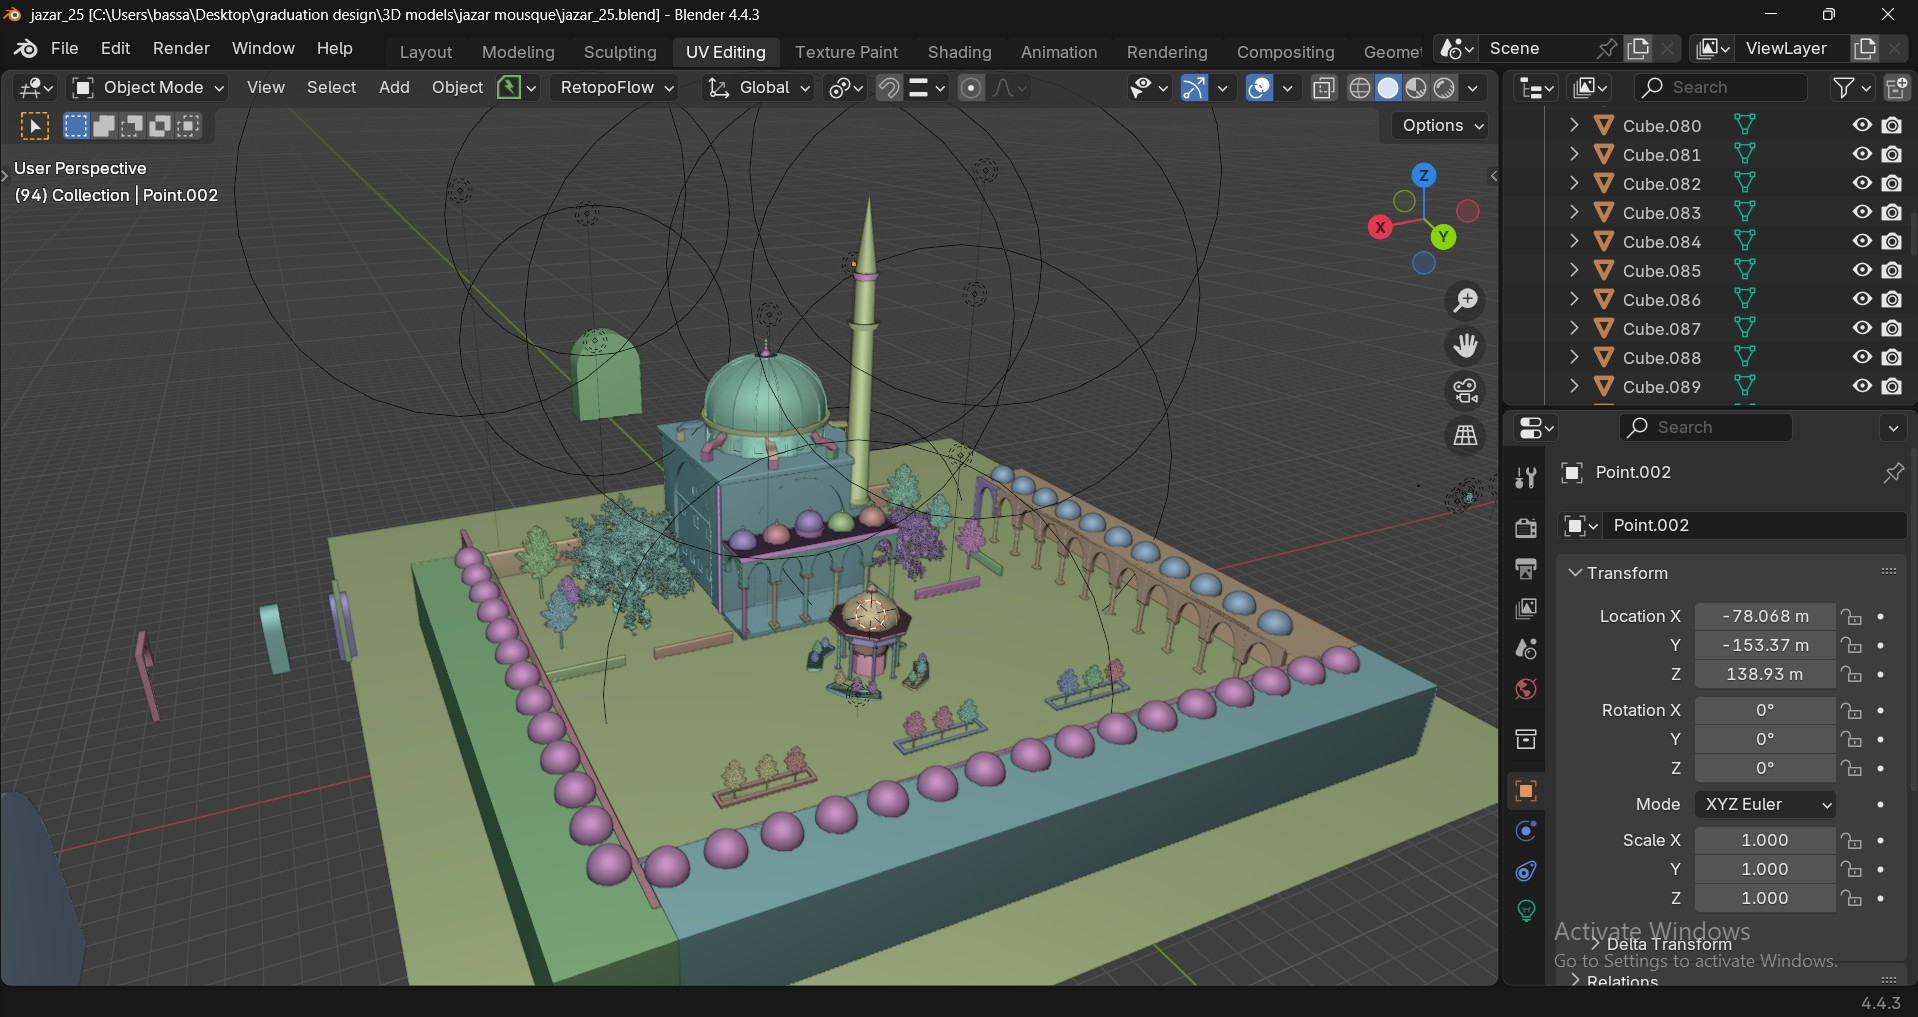 jazar_25 [C:\Users\bassa\Desktop\graduation design\3D models\jazar mousque\jazar_25.blend] - Blender 4.4.3
File Edit Render Window Help
Layout Modeling Sculpting UV Editing Texture Paint Shading Animation Rendering Compositing Geomet
Scene
ViewLayer
Object Mode View Select Add Object RetopoFlow Global
Search
Options
User Perspective
(94) Collection | Point.002
Z
X
Y
Cube.080
Cube.081
Cube.082
Cube.083
Cube.084
Cube.085
Cube.086
Cube.087
Cube.088
Cube.089
Search
Point.002
Point.002
Transform
Location X -78.068 m
Y -153.37 m
Z 138.93 m
Rotation X 0°
Y 0°
Z 0°
Mode XYZ Euler
Scale X 1.000
Y 1.000
Z 1.000
Activate Windows
Delta Transform
Go to Settings to activate Windows.
Relations
4.4.3